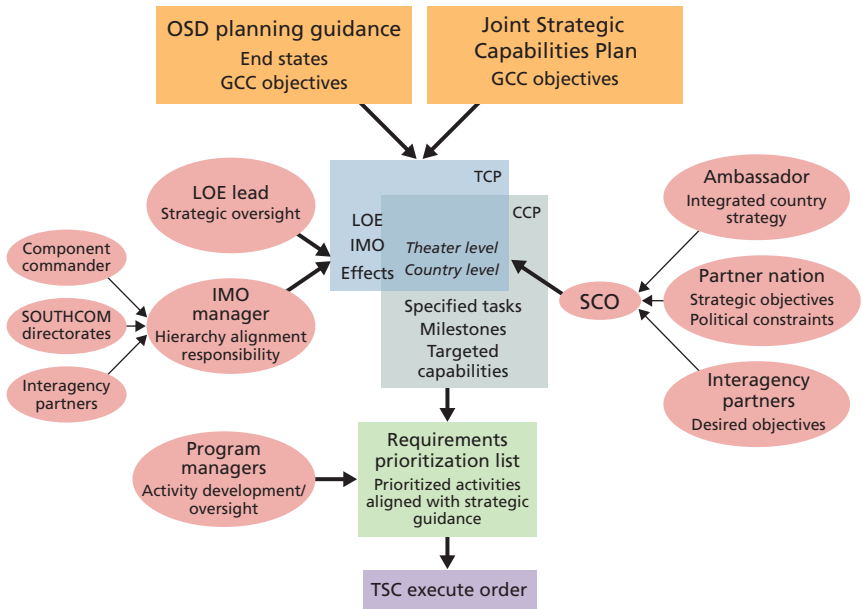 OSD planning guidance
End states
GCC objectives
Joint Strategic
Capabilities Plan
GCC objectives
TCP
CCP
LOE
IMO
Effects
Theater level
Country level
Specified tasks
Milestones
Targeted
capabilities
LOE lead
Strategic oversight
Component
commander
SOUTHCOM
directorates
Interagency
partners
IMO
manager
Hierarchy alignment
responsibility
SCO
Ambassador
Integrated country
strategy
Partner nation
Strategic objectives
Political constraints
Interagency
partners
Desired objectives
Program
managers
Activity development/
oversight
Requirements
prioritization list
Prioritized activities
aligned with strategic
guidance
TSC execute order